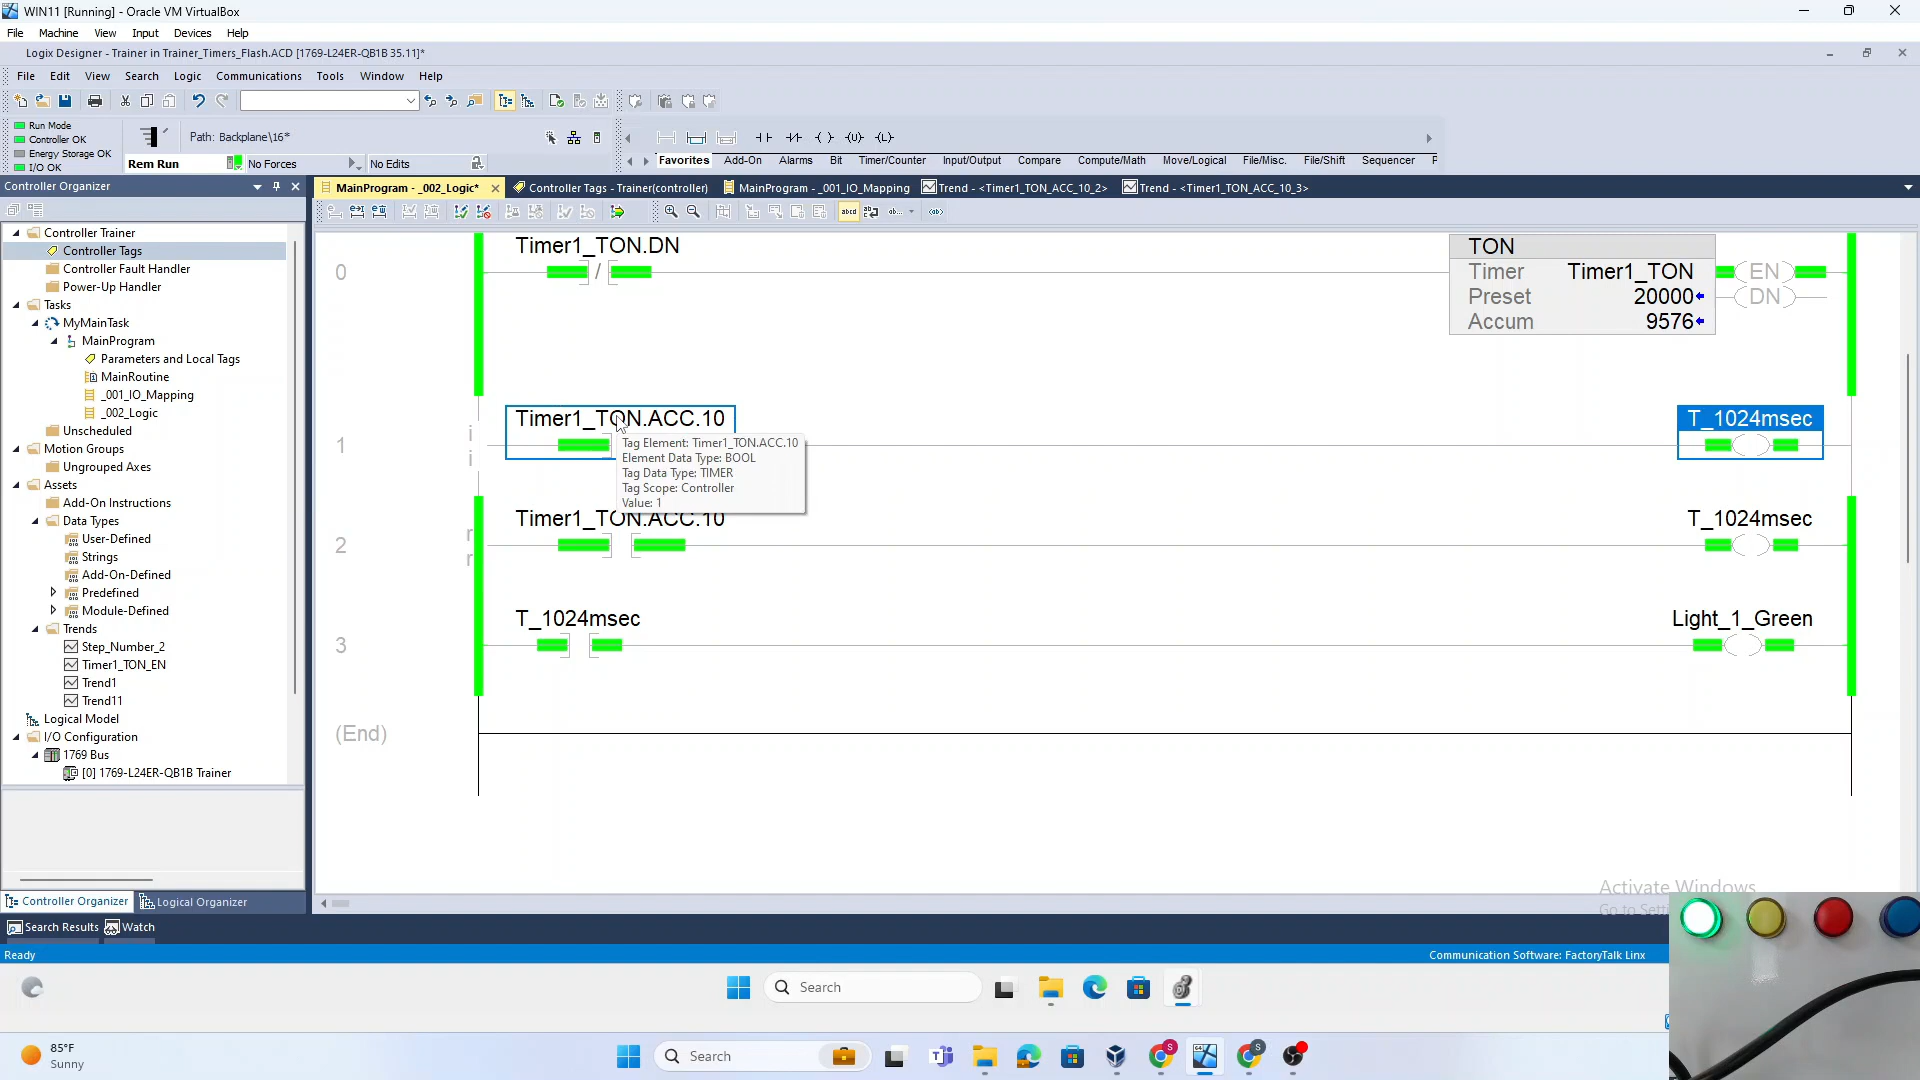 WIN11 [Running] - Oracle VM VirtualBox
File Machine View Input Devices Help
Logix Designer - Trainer in Trainer_Timers_Flash.ACD [1769-L24ER-QB1B 35.11]*
File Edit View Search Logic Communications Tools Window Help
Run Mode
Controller OK
Energy Storage OK
I/O OK
Path: Backplane\16*
Rem Run No Forces No Edits
Favorites Add-On Alarms Bit Timer/Counter Input/Output Compare Compute/Math Move/Logical File/Misc. File/Shift Sequencer P
Controller Organizer
MainProgram - _002_Logic* Controller Tags - Trainer(controller) MainProgram - _001_IO_Mapping Trend - <Timer1_TON_ACC_10_2> Trend - <Timer1_TON_ACC_10_3>
Controller Trainer
Controller Tags
Controller Fault Handler
Power-Up Handler
Tasks
MyMainTask
MainProgram
Parameters and Local Tags
MainRoutine
_001_IO_Mapping
_002_Logic
Unscheduled
Motion Groups
Ungrouped Axes
Assets
Add-On Instructions
Data Types
User-Defined
Strings
Add-On-Defined
Predefined
Module-Defined
Trends
Step_Number_2
Timer1_TON_EN
Trend1
Trend11
Logical Model
I/O Configuration
1769 Bus
[0] 1769-L24ER-QB1B Trainer
Controller Organizer Logical Organizer
0
Timer1_TON.DN
TON
Timer Timer1_TON
Preset 20000
Accum 9576
EN
DN
1
i
i
Timer1_TON.ACC.10
T_1024msec
Tag Element: Timer1_TON.ACC.10
Element Data Type: BOOL
Tag Data Type: TIMER
Tag Scope: Controller
Value: 1
2
r
r
Timer1_TON.ACC.10
T_1024msec
3
T_1024msec
Light_1_Green
(End)
Activate Windows
Go to Setti
Search Results Watch
Ready
Communication Software: FactoryTalk Linx
Search
85°F
Sunny
Search